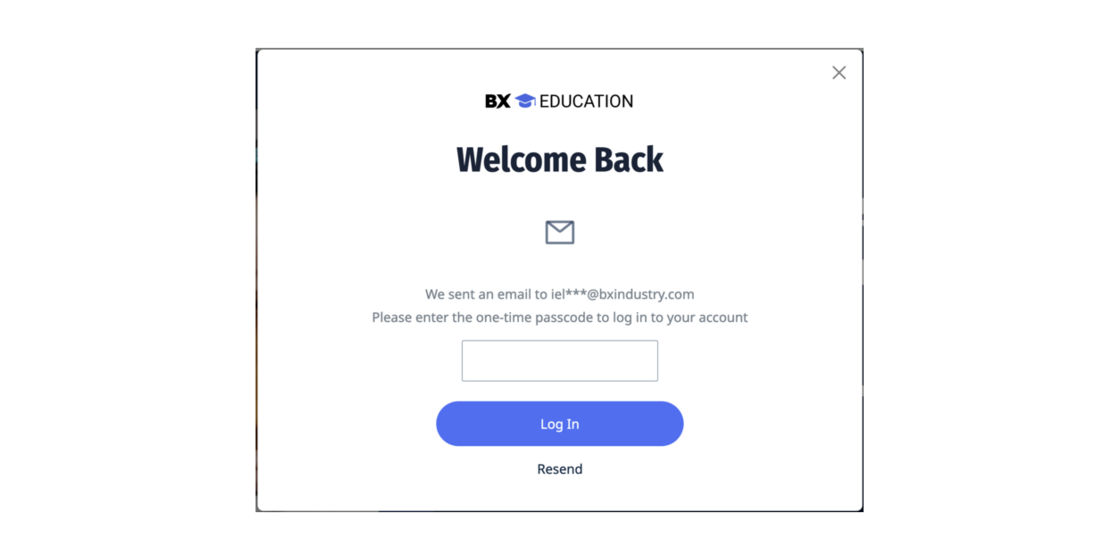 BX EDUCATION
Welcome Back
We sent an email to iel***@bxindustry.com
Please enter the one-time passcode to log in to your account
Log In
Resend